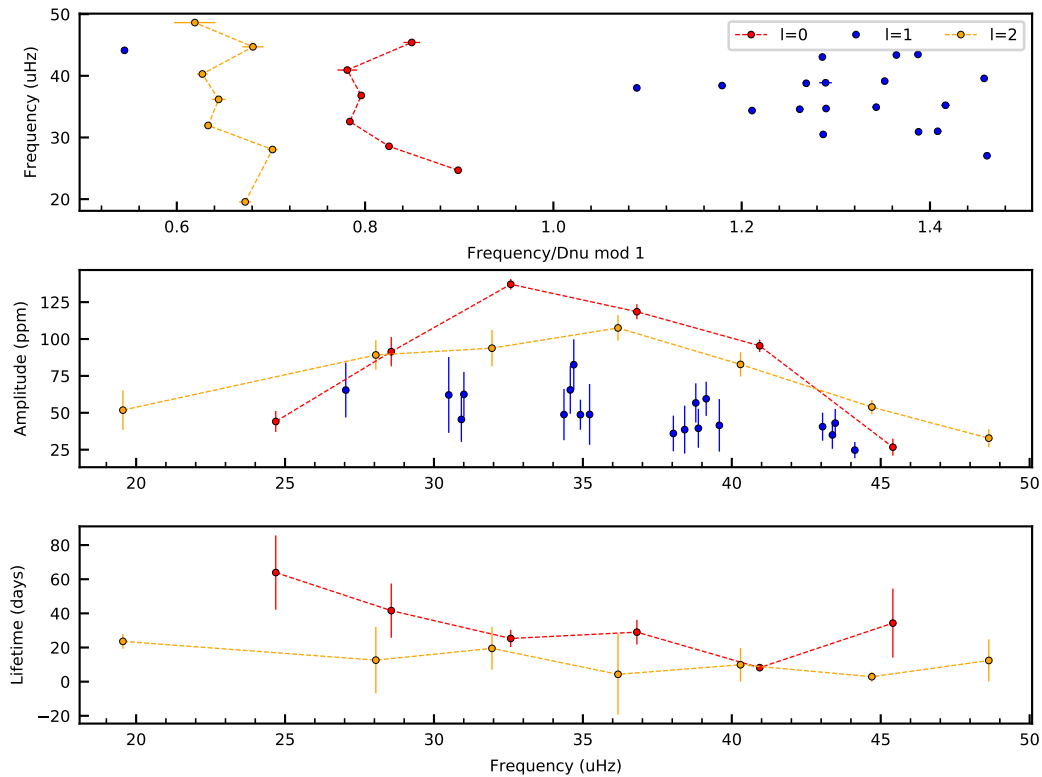 50
40
30
20
Frequency (uHz)
l=0 l=1 l=2
0.6 0.8 1.0 1.2 1.4
Frequency/Dnu mod 1
125
100
75
50
25
Amplitude (ppm)
20 25 30 35 40 45 50
80
60
40
20
0
−20
Lifetime (days)
20 25 30 35 40 45 50
Frequency (uHz)